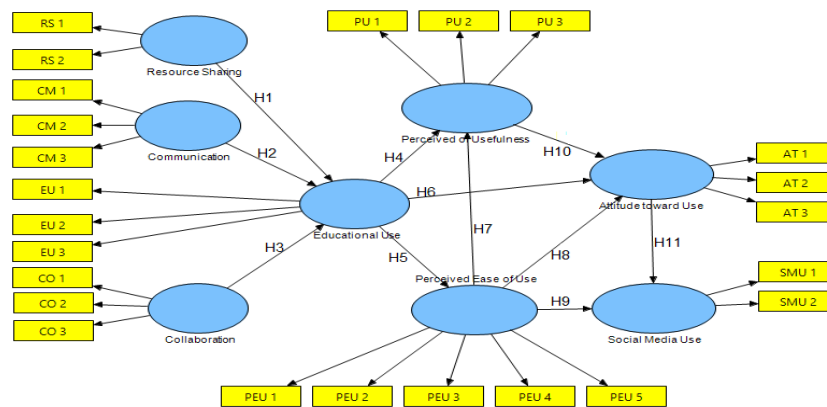 RS 1
PU 1
PU 2
PU 3
RS 2
Resource Sharing
CM 1
H1
CM 2
Perceived of Usefulness
H10
AT 1
CM 3
Communication
H2
H4
AT 2
EU 1
H6
Attitude toward Use
AT 3
EU 2
Educational Use
H7
EU 3
H3
H5
H8
H11
CO 1
Perceived Ease of Use
SMU 1
CO 2
H9
SMU 2
CO 3
Collaboration
Social Media Use
PEU 1
PEU 2
PEU 3
PEU 4
PEU 5